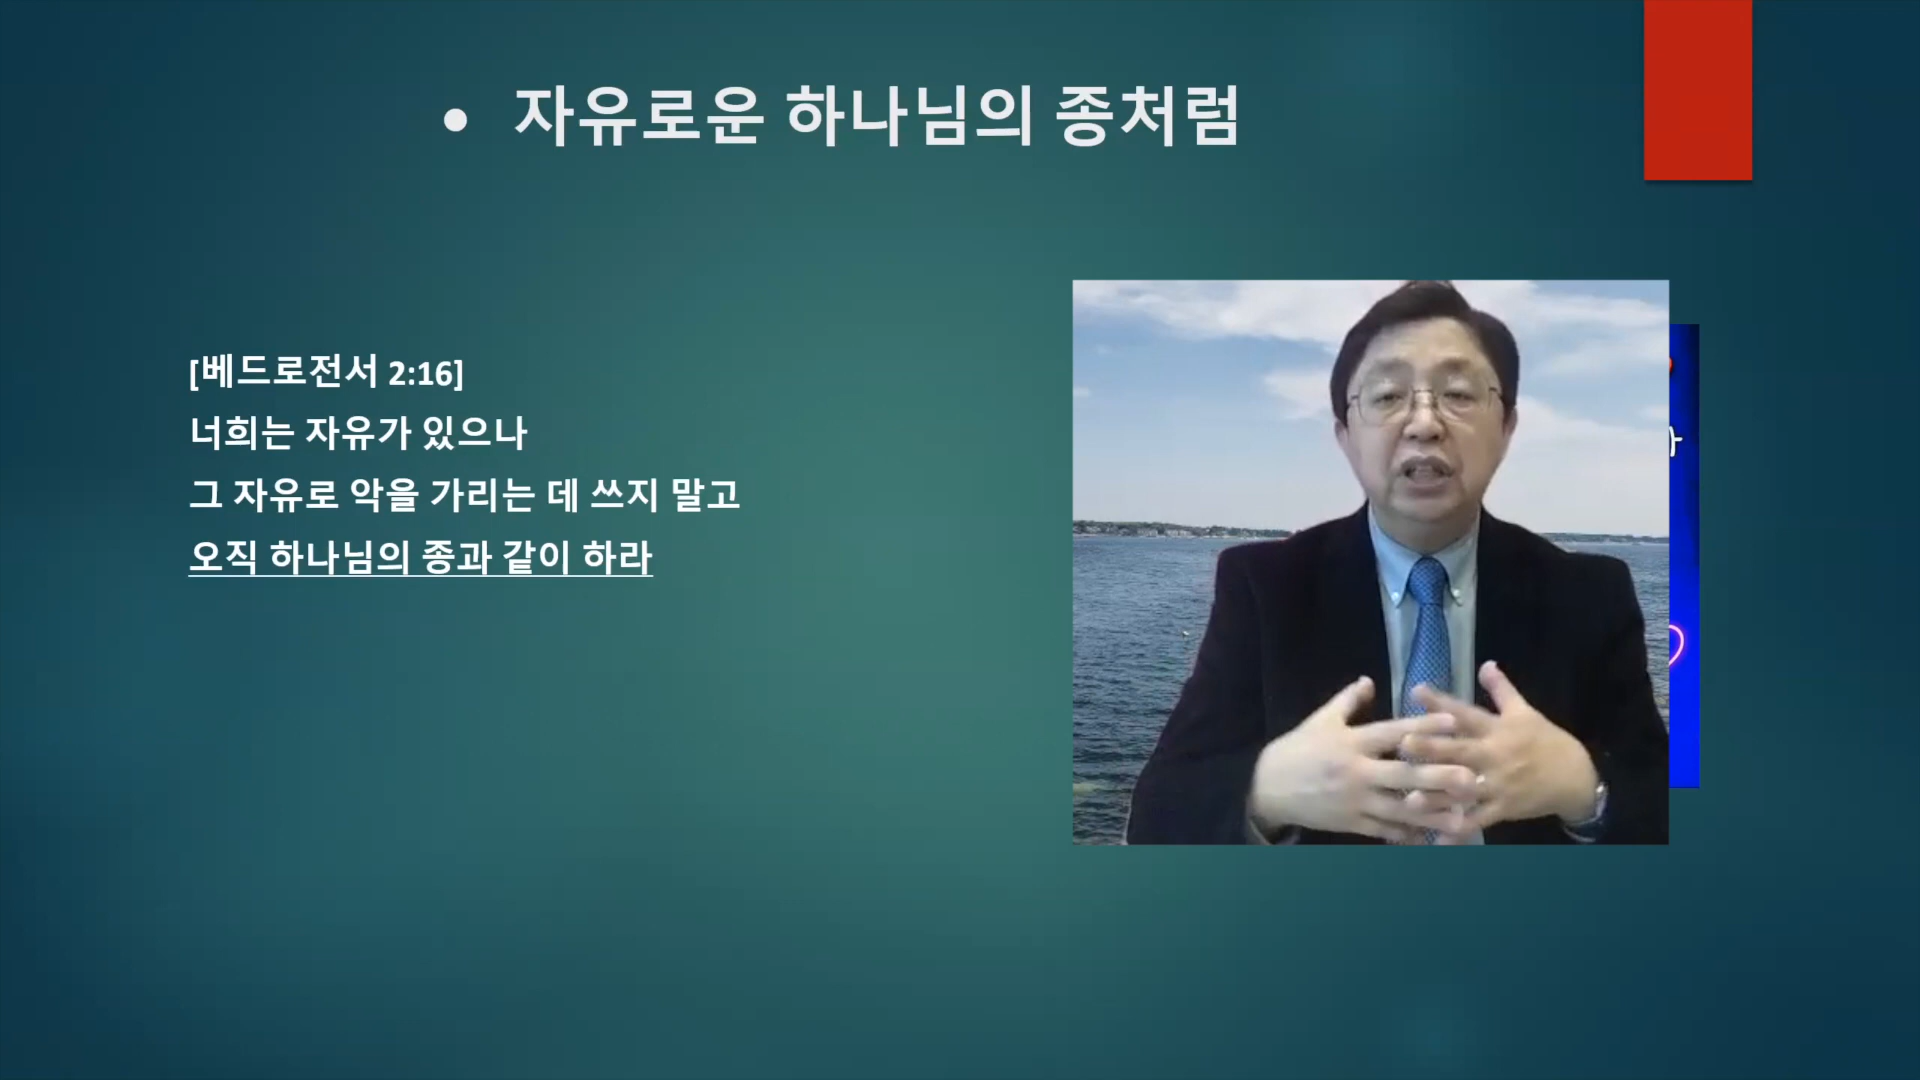 • 자유로운 하나님의 종처럼
[베드로전서 2:16]
너희는 자유가 있으나
그 자유로 악을 가리는 데 쓰지 말고
오직 하나님의 종과 같이 하라